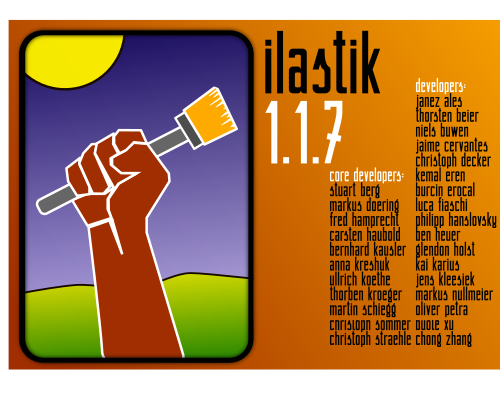 ilastik
1.1.7
core developers:
stuart berg
markus doering
fred hamprecht
carsten haubold
bernhard kausler
anna kreshuk
ullrich koethe
thorben kroeger
martin schiegg
christoph sommer
christoph straehle
developers:
janez ales
thorsten beier
niels buwen
jaime cervantes
christoph decker
kemal eren
burcin erocal
luca fiaschi
philipp hanslovsky
ben heuer
glendon holst
kai karius
jens kleesiek
markus nullmeier
oliver petra
buote xu
chong zhang